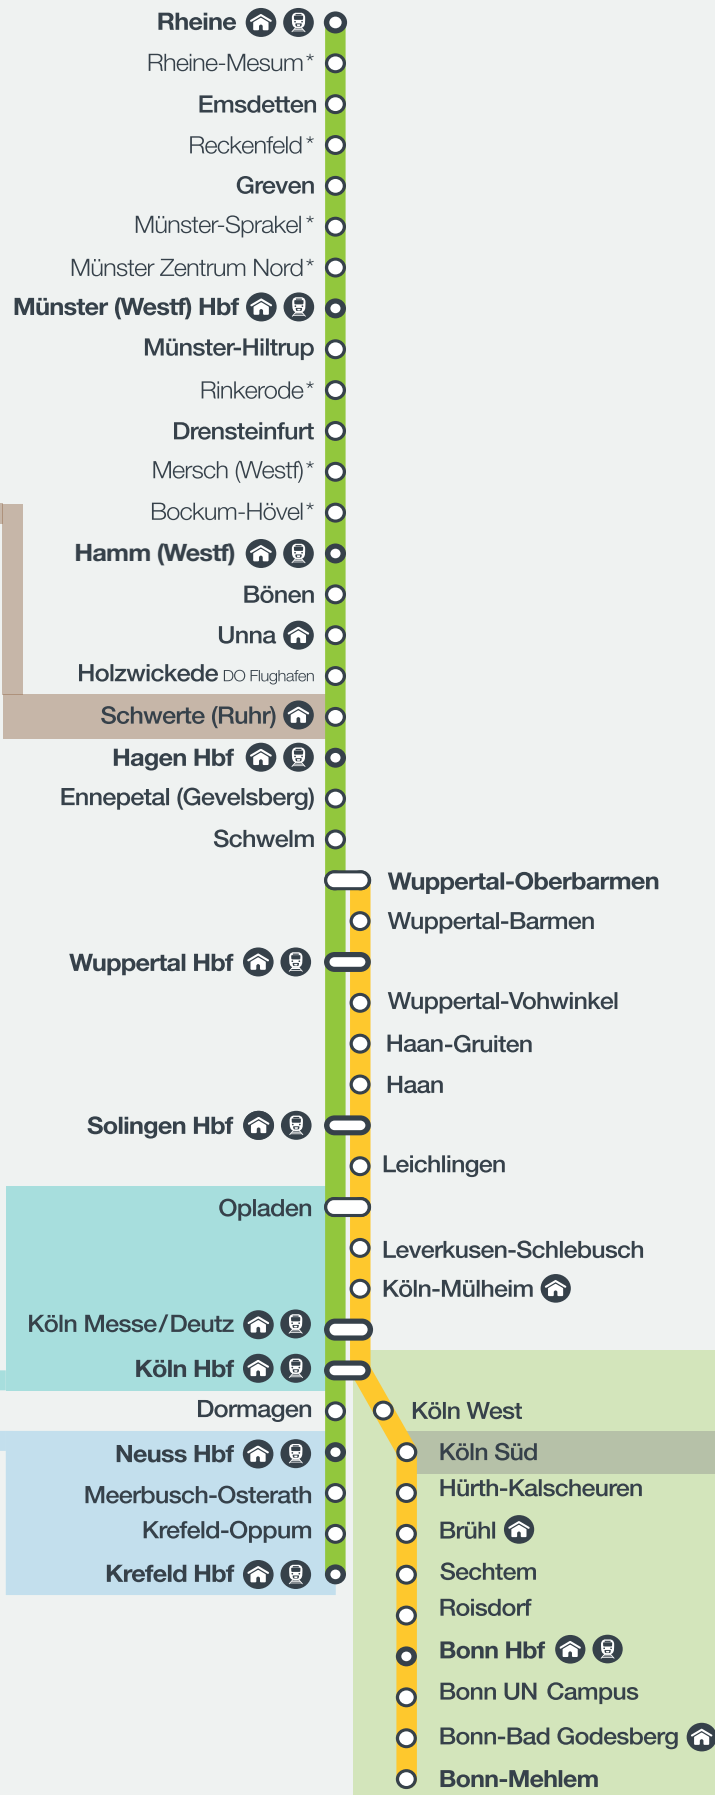 Rheine
Rheine-Mesum*
Emsdetten
Reckenfeld*
Greven
Münster-Sprakel*
Münster Zentrum Nord*
Münster (Westf) Hbf
Münster-Hiltrup
Rinkerode*
Drensteinfurt
Mersch (Westf)*
Bockum-Hövel*
Hamm (Westf)
Bönen
Unna
Holzwickede DO Flughafen
Schwerte (Ruhr)
Hagen Hbf
Ennepetal (Gevelsberg)
Schwelm
Wuppertal-Oberbarmen
Wuppertal-Barmen
Wuppertal Hbf
Wuppertal-Vohwinkel
Haan-Gruiten
Haan
Solingen Hbf
Leichlingen
Opladen
Leverkusen-Schlebusch
Köln-Mülheim
Köln Messe/Deutz
Köln Hbf
Dormagen
Köln West
Neuss Hbf
Köln Süd
Meerbusch-Osterath
Hürth-Kalscheuren
Krefeld-Oppum
Brühl
Krefeld Hbf
Sechtem
Roisdorf
Bonn Hbf
Bonn UN Campus
Bonn-Bad Godesberg
Bonn-Mehlem